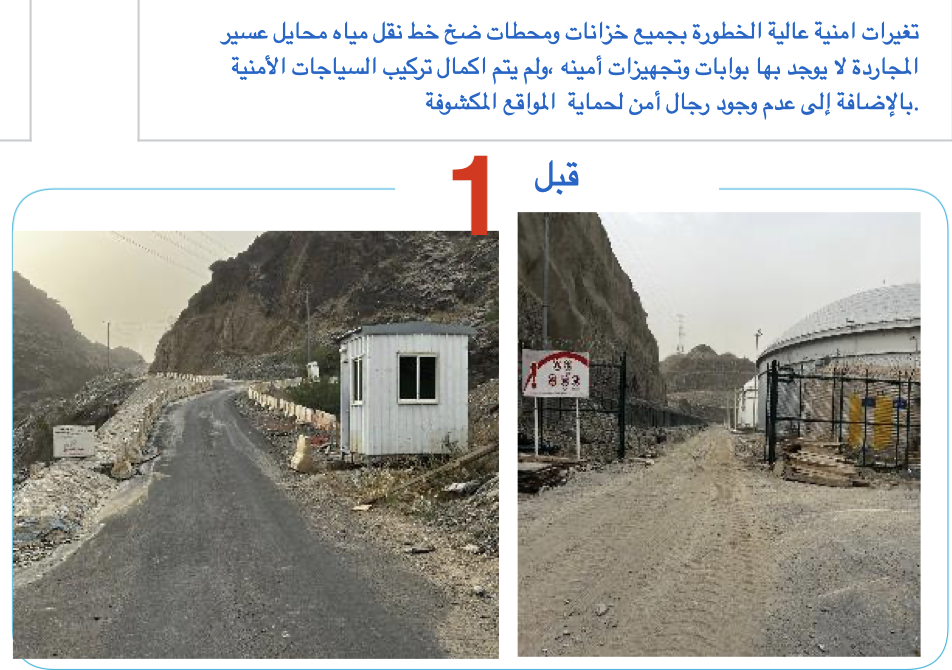 تغيرات امنية عالية الخطورة بجميع خزانات ومحطات ضخ خط نقل مياه محايل عسير
المجاردة لا يوجد بها بوابات وتجهيزات أمينه ،ولم يتم اكمال تركيب السياجات الأمنية
.بالإضافة إلى عدم وجود رجال أمن لحماية المواقع المكشوفة
قبل
1